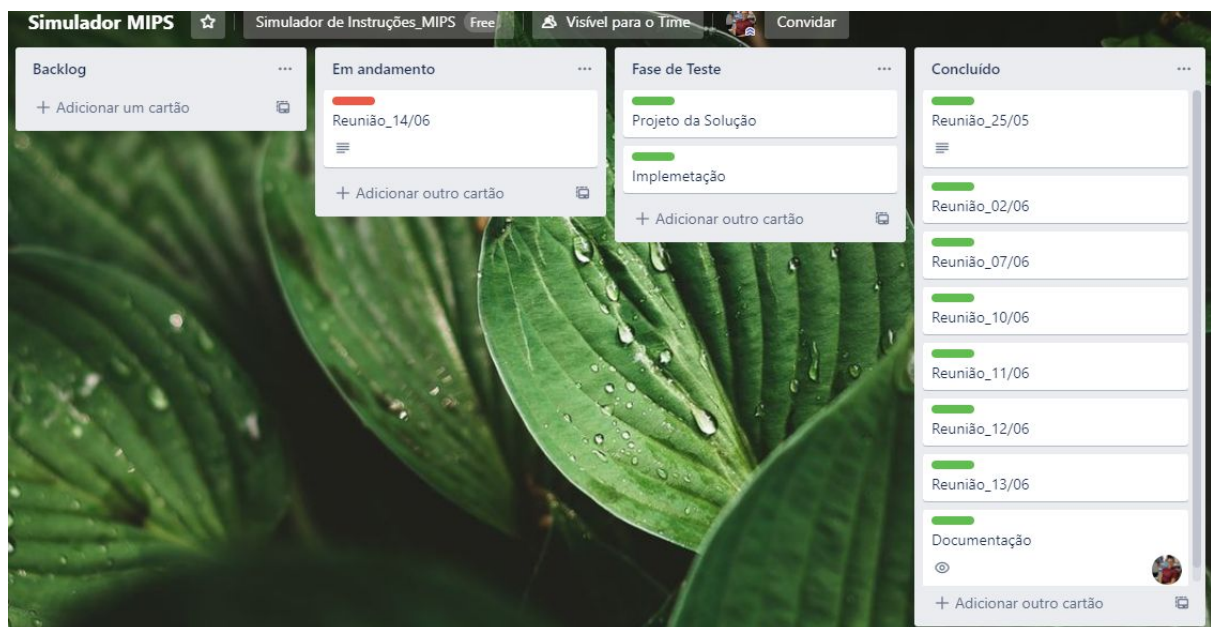 Simulador MIPS Simulador de Instruções_MIPS Free Visível para o Time Convidar
Backlog
+ Adicionar um cartão
Em andamento
Reunião_14/06
+ Adicionar outro cartão
Fase de Teste
Projeto da Solução
Implemetação
+ Adicionar outro cartão
Concluído
Reunião_25/05
Reunião_02/06
Reunião_07/06
Reunião_10/06
Reunião_11/06
Reunião_12/06
Reunião_13/06
Documentação
+ Adicionar outro cartão